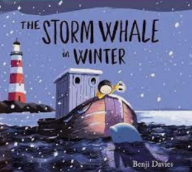 THE STORM WHALE
in WINTER
Benji Davies